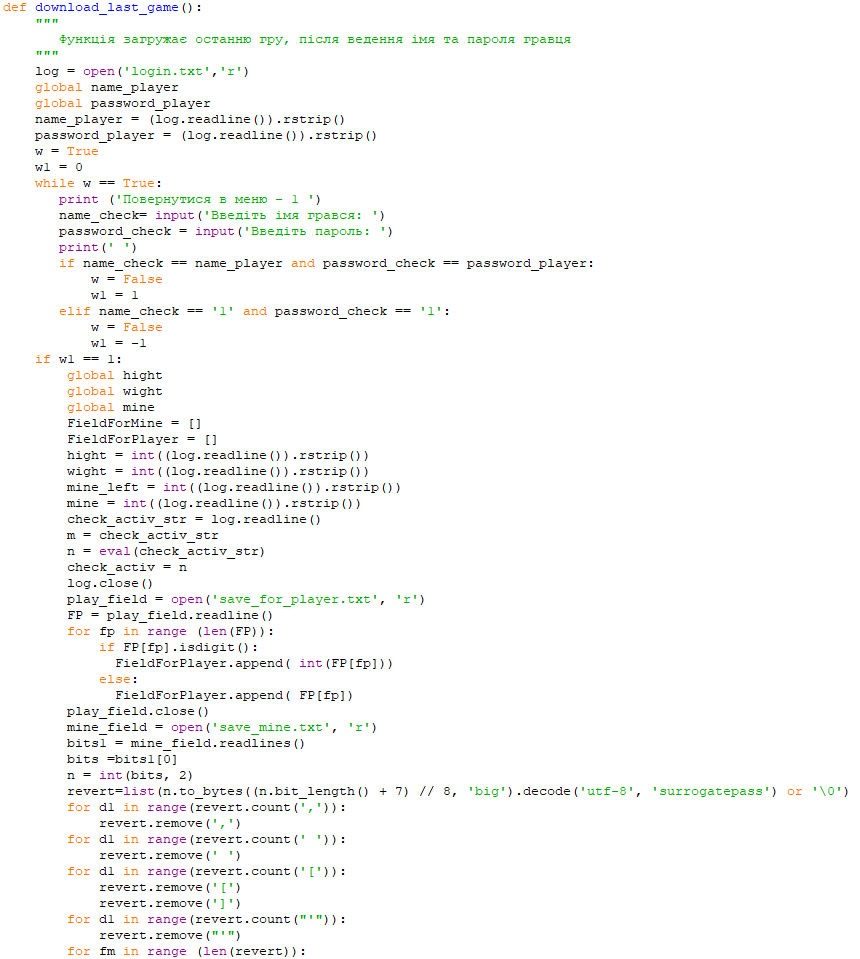 def download_last_game():
    """
       Функція загружає останню гру, після ведення імя та пароля гравця
    """
    log = open('login.txt','r')
    global name_player
    global password_player
    name_player = (log.readline()).rstrip()
    password_player = (log.readline()).rstrip()
    w = True
    w1 = 0
    while w == True:
       print ('Повернутися в меню - 1 ')
       name_check= input('Введіть імя грався: ')
       password_check = input('Введіть пароль: ')
       print(' ')
       if name_check == name_player and password_check == password_player:
           w = False
           w1 = 1
       elif name_check == '1' and password_check == '1':
           w = False
           w1 = -1
    if w1 == 1:
        global hight
        global wight
        global mine
        FieldForMine = []
        FieldForPlayer = []
        hight = int((log.readline()).rstrip())
        wight = int((log.readline()).rstrip())
        mine_left = int((log.readline()).rstrip())
        mine = int((log.readline()).rstrip())
        check_activ_str = log.readline()
        m = check_activ_str
        n = eval(check_activ_str)
        check_activ = n
        log.close()
        play_field = open('save_for_player.txt', 'r')
        FP = play_field.readline()
        for fp in range (len(FP)):
            if FP[fp].isdigit():
              FieldForPlayer.append( int(FP[fp]))
            else:
              FieldForPlayer.append( FP[fp])
        play_field.close()
        mine_field = open('save_mine.txt', 'r')
        bits1 = mine_field.readlines()
        bits =bits1[0]
        n = int(bits, 2)
        revert=list(n.to_bytes((n.bit_length() + 7) // 8, 'big').decode('utf-8', 'surrogatepass') or '\0')
        for d1 in range(revert.count(',')):
            revert.remove(',')
        for d1 in range(revert.count(' ')):
            revert.remove(' ')
        for d1 in range(revert.count('[')):
            revert.remove('[')
            revert.remove(']')
        for d1 in range(revert.count("'")):
            revert.remove("'")
        for fm in range (len(revert)):